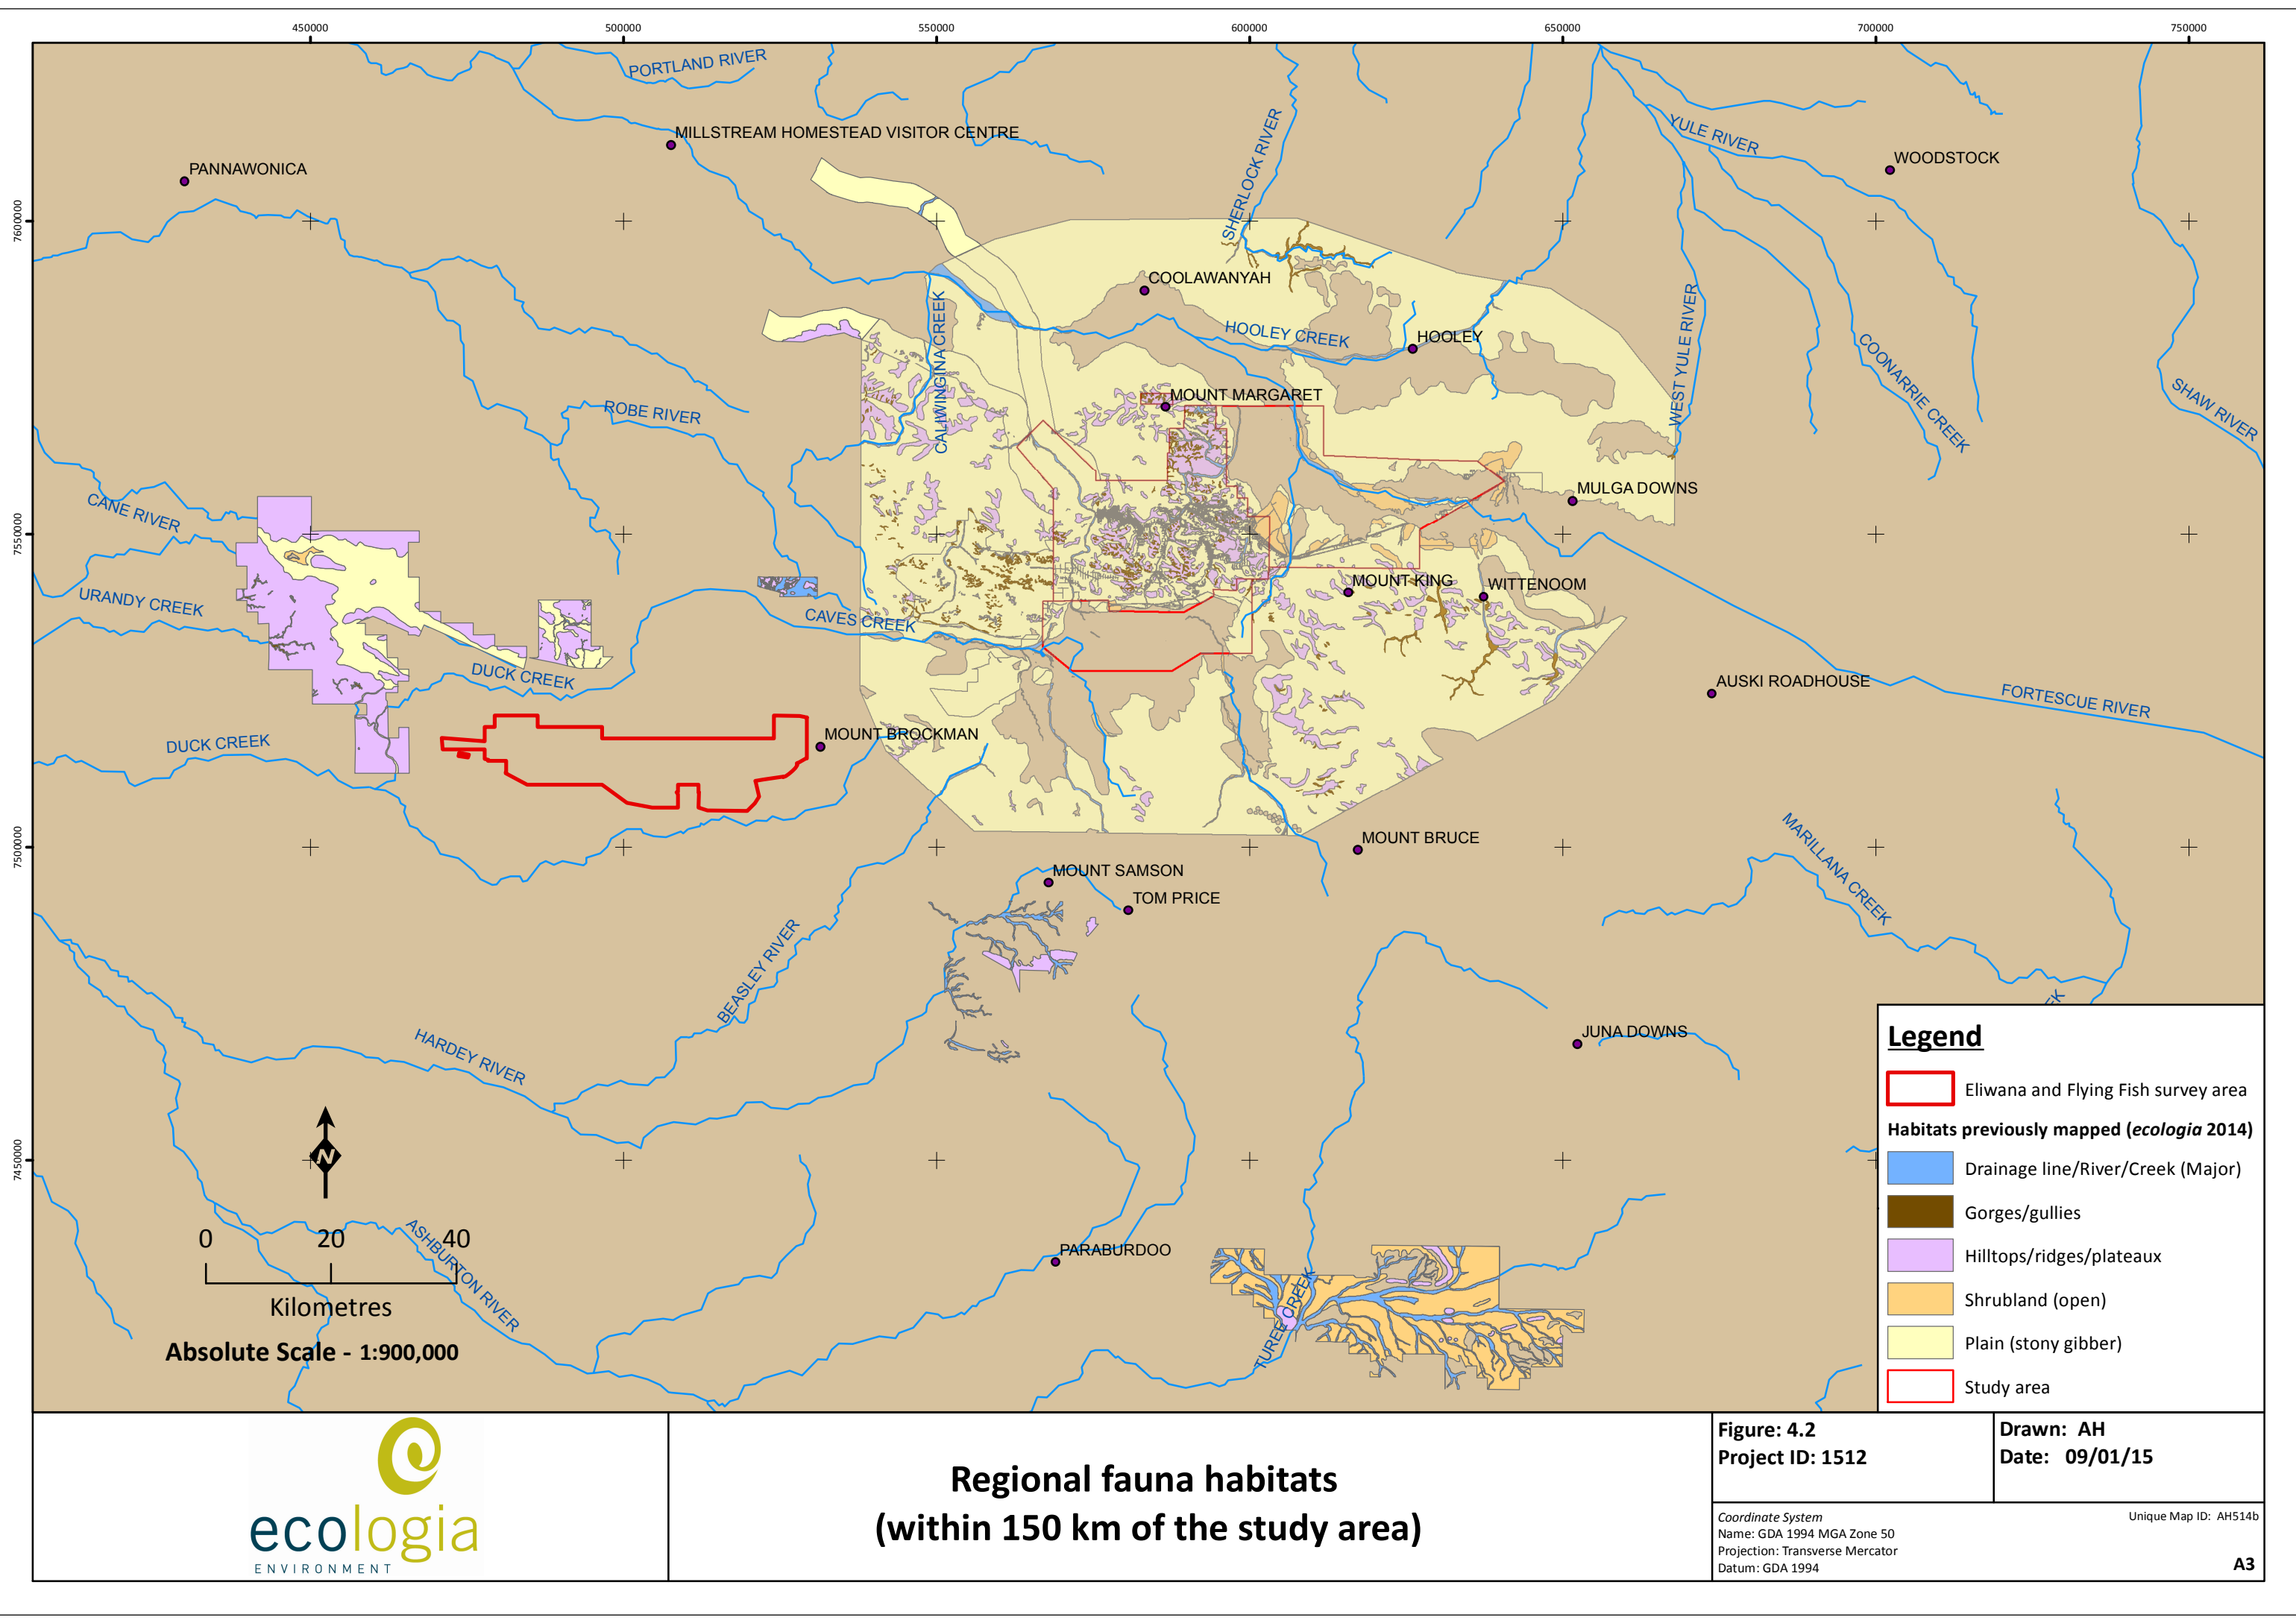 450000
500000
550000
600000
650000
700000
750000
7600000
7550000
7500000
7450000
PORTLAND RIVER
MILLSTREAM HOMESTEAD VISITOR CENTRE
PANNAWONICA
SHERLOCK RIVER
YULE RIVER
WOODSTOCK
COOLAWANYAH
CALIWINGINA CREEK
HOOLEY CREEK
HOOLEY
WEST YULE RIVER
COONARRIE CREEK
SHAW RIVER
ROBE RIVER
MOUNT MARGARET
CANE RIVER
MULGA DOWNS
URANDY CREEK
MOUNT KING
WITTENOOM
CAVES CREEK
DUCK CREEK
AUSKI ROADHOUSE
FORTESCUE RIVER
DUCK CREEK
MOUNT BROCKMAN
MOUNT BRUCE
MARILLANA CREEK
MOUNT SAMSON
TOM PRICE
BEASLEY RIVER
EK
HARDEY RIVER
JUNA DOWNS
N
ASHBURTON RIVER
PARABURDOO
TUREE CREEK
0 20 40
Kilometres
Absolute Scale - 1:900,000
Legend
Eliwana and Flying Fish survey area
Habitats previously mapped (ecologia 2014)
Drainage line/River/Creek (Major)
Gorges/gullies
Hilltops/ridges/plateaux
Shrubland (open)
Plain (stony gibber)
Study area
ecologia
ENVIRONMENT
Regional fauna habitats
(within 150 km of the study area)
Figure: 4.2
Project ID: 1512
Drawn: AH
Date: 09/01/15
Coordinate System
Name: GDA 1994 MGA Zone 50
Projection: Transverse Mercator
Datum: GDA 1994
Unique Map ID: AH514b
A3